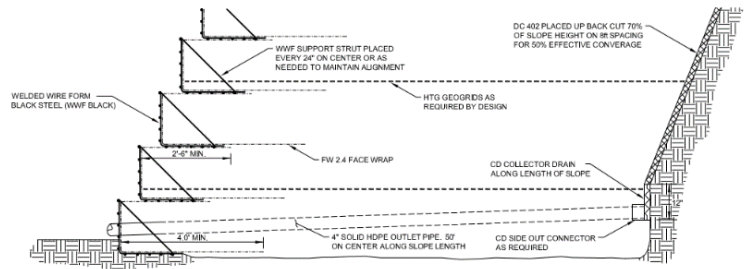 DC 402 PLACED UP BACK CUT 70%
OF SLOPE HEIGHT ON 8ft SPACING
FOR 50% EFFECTIVE CONVERAGE
WWF SUPPORT STRUT PLACED
EVERY 24" ON CENTER OR AS
NEEDED TO MAINTAIN ALIGNMENT
WELDED WIRE FORM
BLACK STEEL (WWF BLACK)
HTG GEOGRIDS AS
REQUIRED BY DESIGN
2'-6" MIN.
FW 2.4 FACE WRAP
CD COLLECTOR DRAIN
ALONG LENGTH OF SLOPE
12"
4.0" MIN.
4" SOLID HDPE OUTLET PIPE. 50'
ON CENTER ALONG SLOPE LENGTH
CD SIDE OUT CONNECTOR
AS REQUIRED